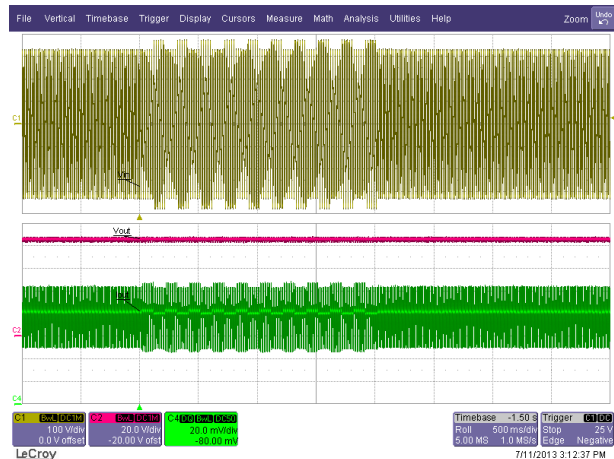 File Vertical Timebase Trigger Display Cursors Measure Math Analysis Utilities Help Zoom Undo
C1
Vin
Vout
C2
C4
C1 BwL DC1M
100 V/div
0.0 V offset
C2 BwL DC1M
20.0 V/div
-20.00 V ofst
C4 BwL DC50
20.0 mV/div
-80.00 mV
Timebase -1.50 s
Roll 500 ms/div
5.00 MS 1.0 MS/s
Trigger C1 DC
Stop 25 V
Edge Negative
LeCroy
7/11/2013 3:12:37 PM